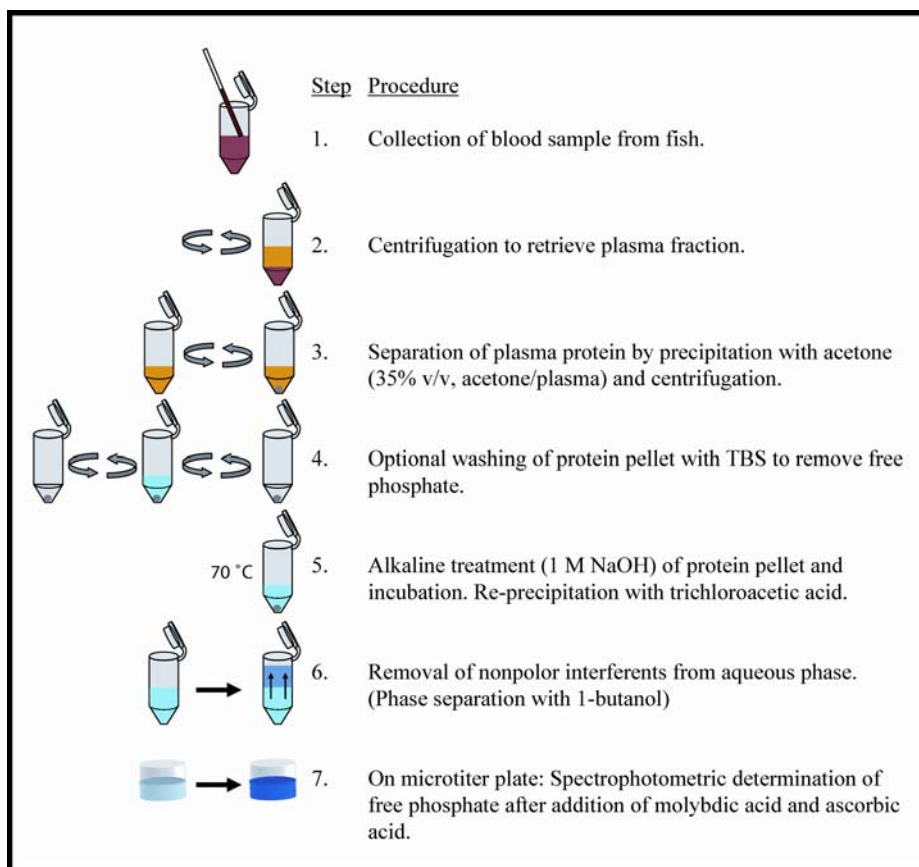 Step Procedure
1. Collection of blood sample from fish.
2. Centrifugation to retrieve plasma fraction.
3. Separation of plasma protein by precipitation with acetone
(35% v/v, acetone/plasma) and centrifugation.
4. Optional washing of protein pellet with TBS to remove free
phosphate.
70 °C
5. Alkaline treatment (1 M NaOH) of protein pellet and
incubation. Re-precipitation with trichloroacetic acid.
6. Removal of nonpolor interferents from aqueous phase.
(Phase separation with 1-butanol)
7. On microtiter plate: Spectrophotometric determination of
free phosphate after addition of molybdic acid and ascorbic
acid.